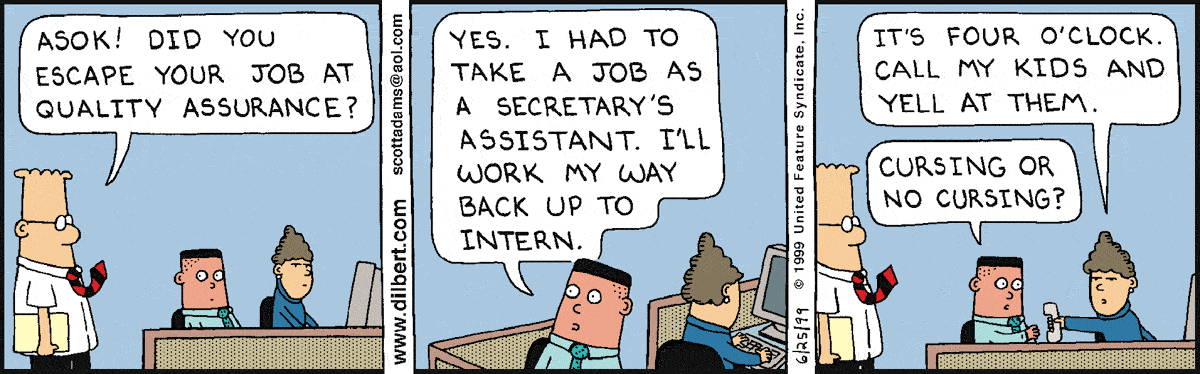 ASOK! DID YOU
ESCAPE YOUR JOB AT
QUALITY ASSURANCE?
www.dilbert.com
scottadams@aol.com
YES. I HAD TO
TAKE A JOB AS
A SECRETARY'S
ASSISTANT. I'LL
WORK MY WAY
BACK UP TO
INTERN.
6/25/99
© 1999 United Feature Syndicate, Inc.
IT'S FOUR O'CLOCK.
CALL MY KIDS AND
YELL AT THEM.
CURSING OR
NO CURSING?